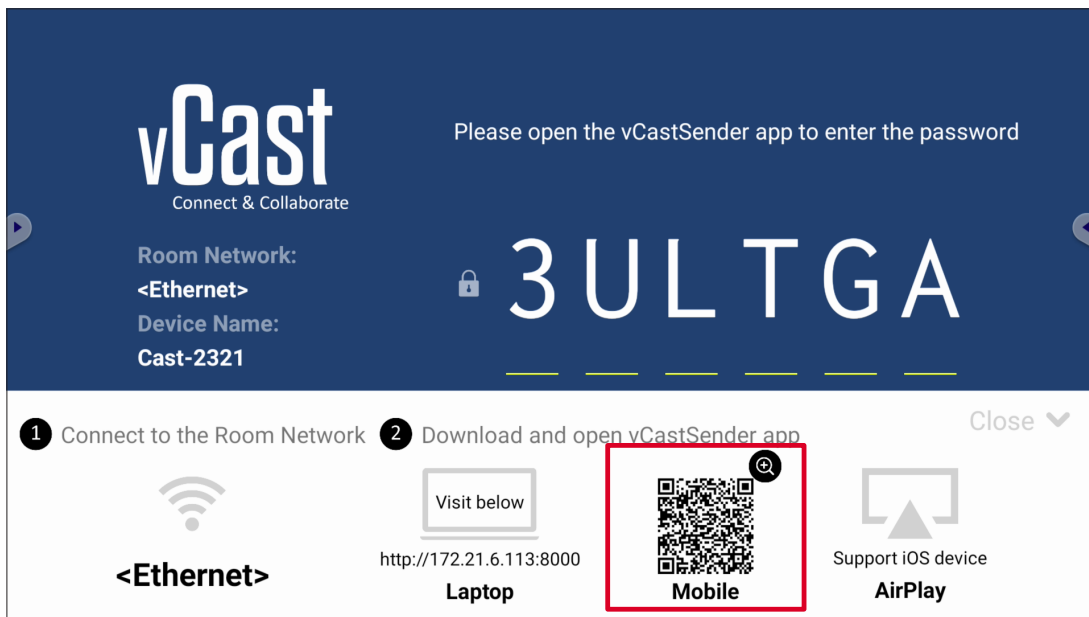 vCast
Connect & Collaborate
Please open the vCastSender app to enter the password
Room Network:
<Ethernet>
Device Name:
Cast-2321
3ULTGA
Close
1 Connect to the Room Network
2 Download and open vCastSender app
<Ethernet>
Visit below
http://172.21.6.113:8000
Laptop
Mobile
Support iOS device
AirPlay